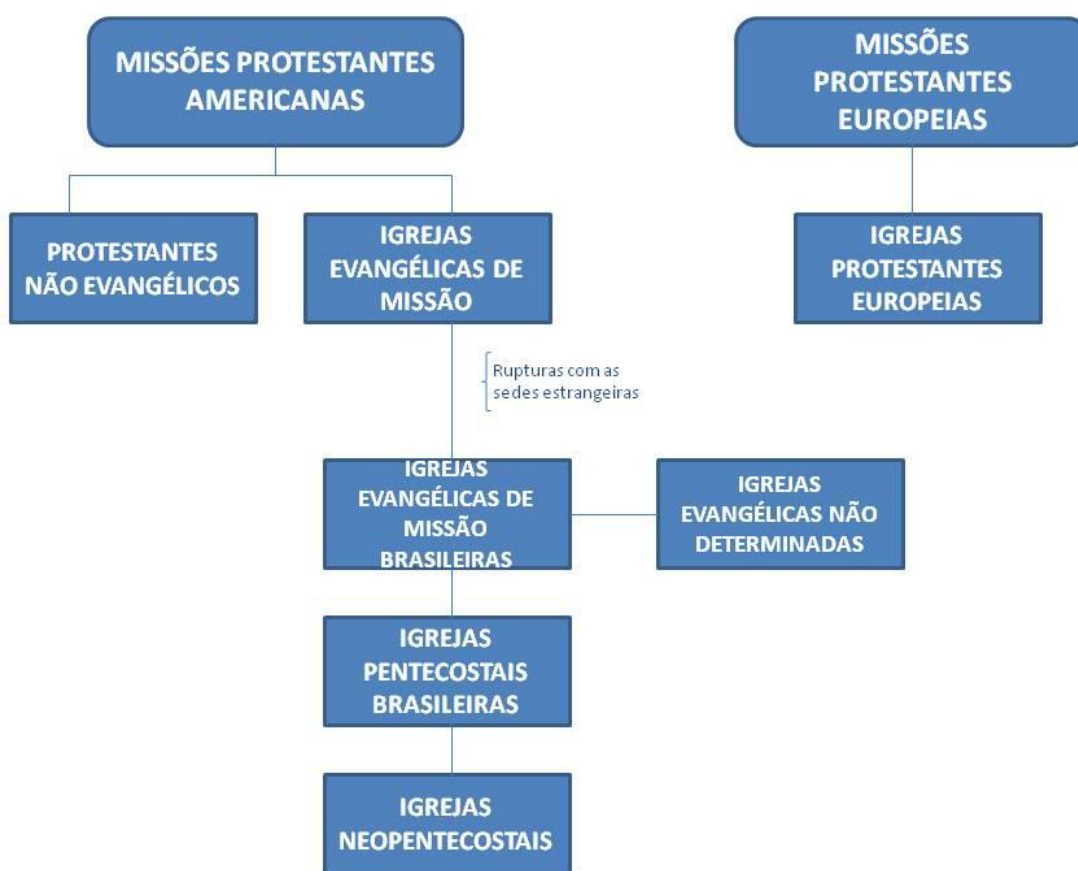 MISSÕES PROTESTANTES
AMERICANAS
MISSÕES
PROTESTANTES
EUROPEIAS
PROTESTANTES
NÃO EVANGÉLICOS
IGREJAS
EVANGÉLICAS DE
MISSÃO
IGREJAS
PROTESTANTES
EUROPEIAS
Rupturas com as
sedes estrangeiras
IGREJAS
EVANGÉLICAS DE
MISSÃO
BRASILEIRAS
IGREJAS
EVANGÉLICAS NÃO
DETERMINADAS
IGREJAS
PENTECOSTAIS
BRASILEIRAS
IGREJAS
NEOPENTECOSTAIS